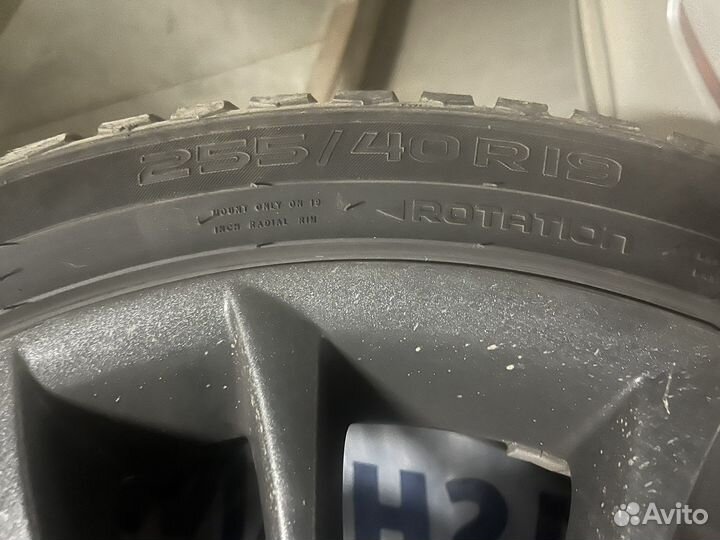 255/40R19
MOUNT ONLY ON 19
INCH RADIAL RIM
ROTATION
Avito